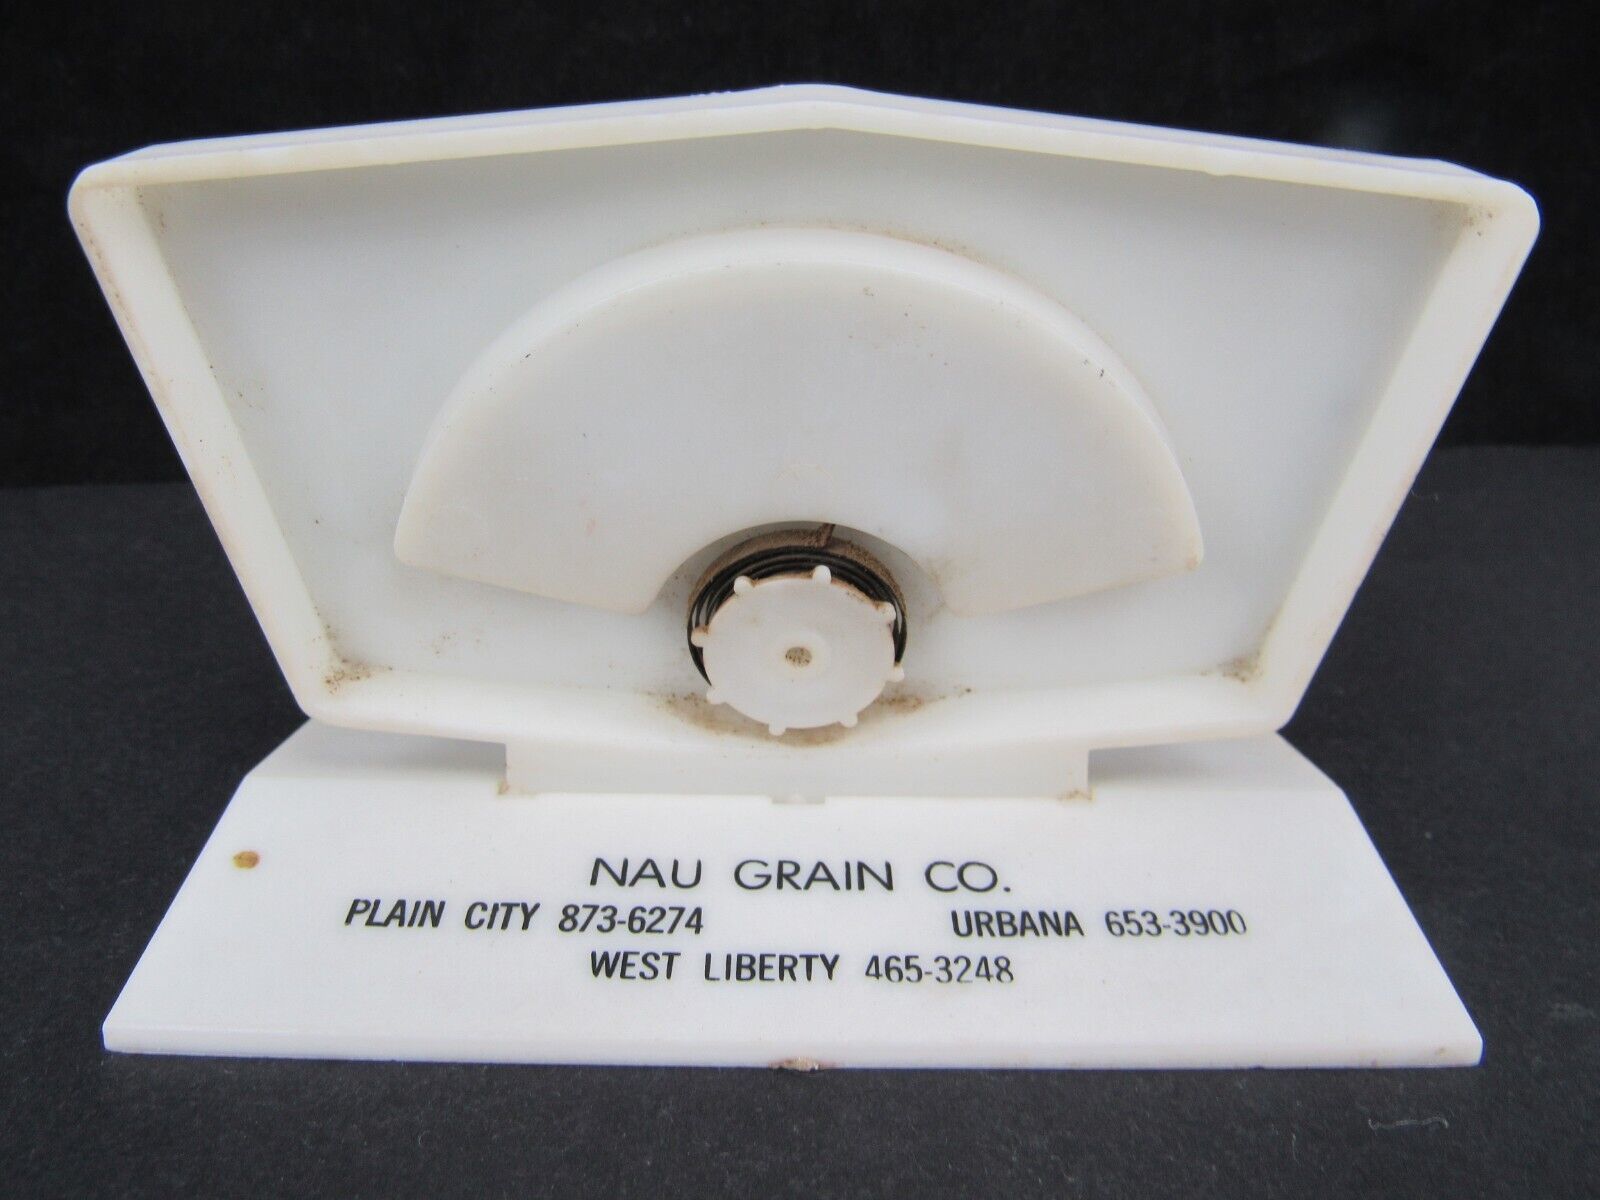 NAU GRAIN CO.
PLAIN CITY 873-6274 URBANA 653-3900
WEST LIBERTY 465-3248